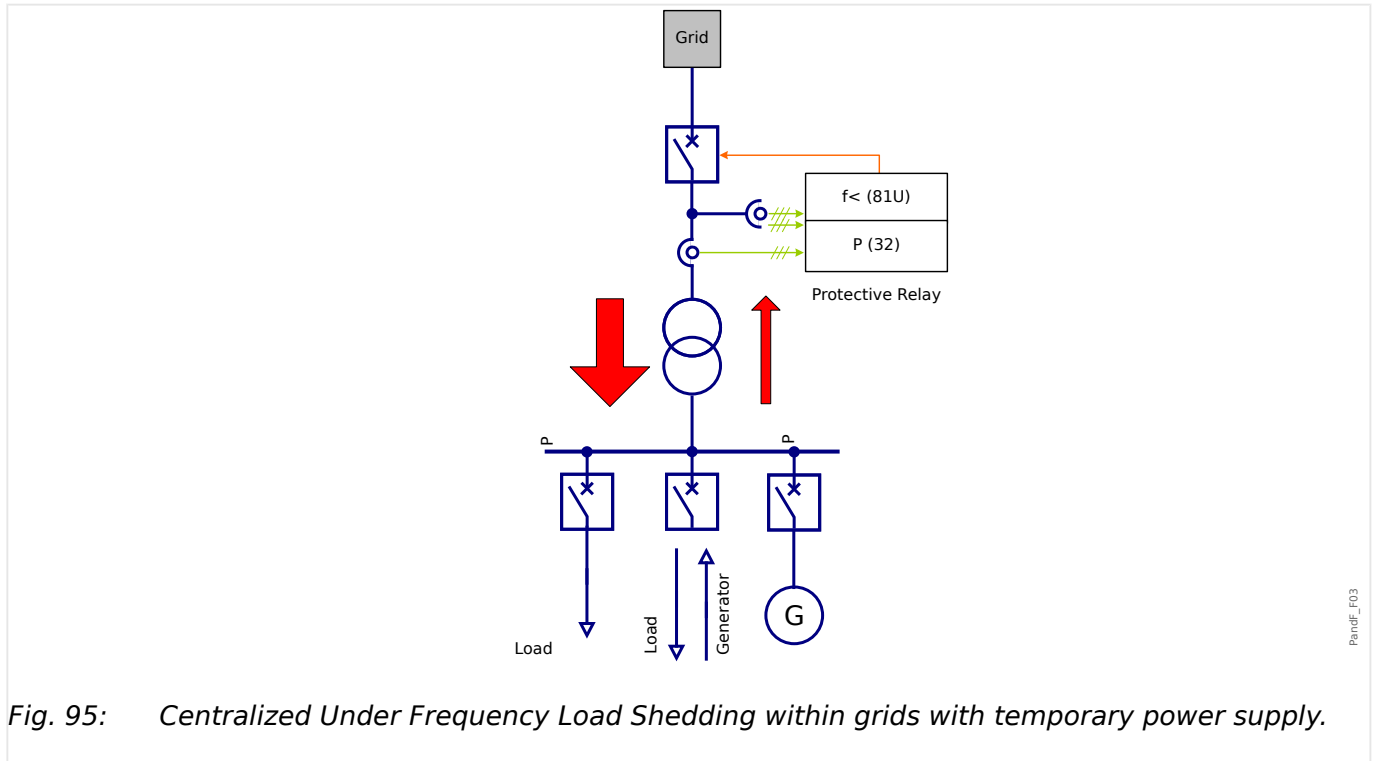 Grid
f< (81U)
P (32)
Protective Relay
P
P
Load
Load
Generator
G
PandF_F03
Fig. 95: Centralized Under Frequency Load Shedding within grids with temporary power supply.